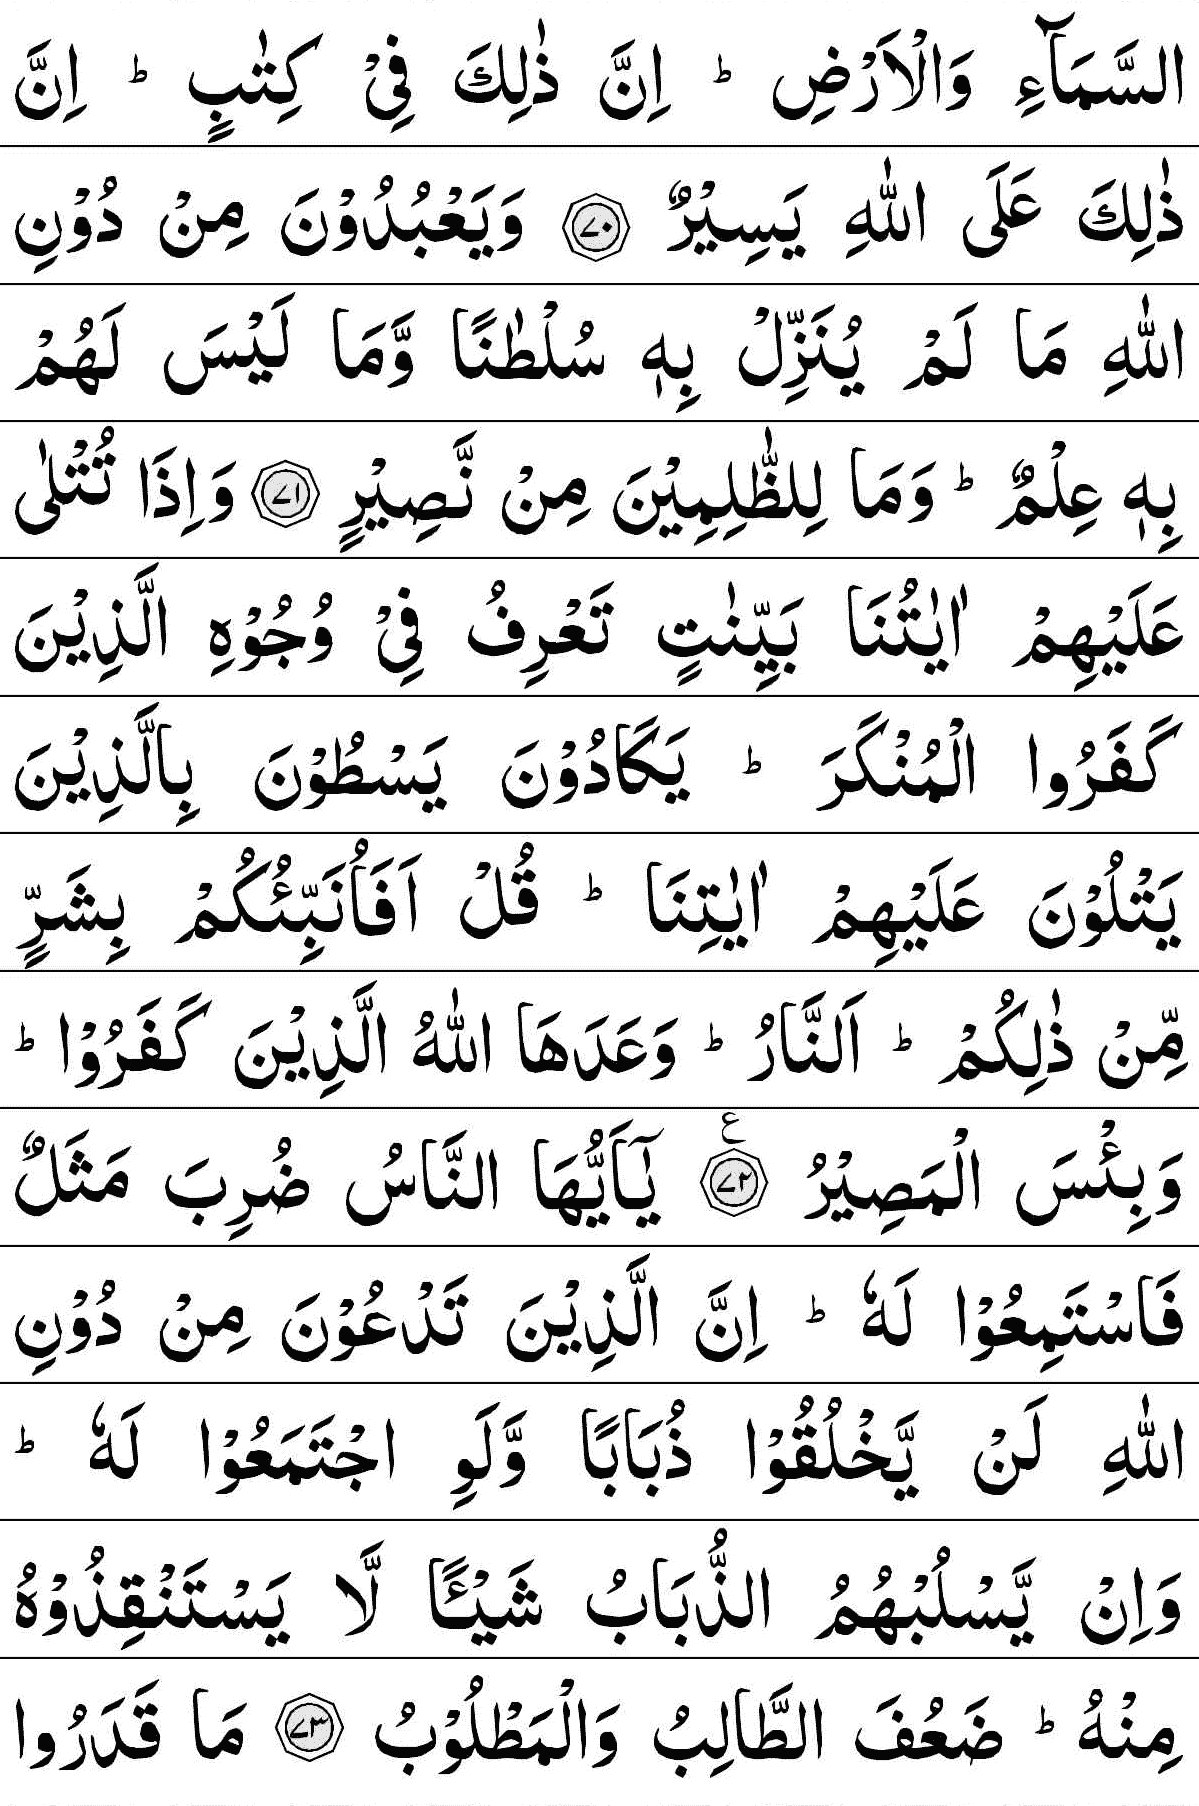 السَّمَآءِ وَالْاَرْضِ ؕ اِنَّ ذٰلِكَ فِیْ كِتٰبٍ ؕ اِنَّ
ذٰلِكَ عَلَی اللّٰهِ یَسِیْرٌ ۟۷۰ وَیَعْبُدُوْنَ مِنْ دُوْنِ
اللّٰهِ مَا لَمْ یُنَزِّلْ بِهٖ سُلْطٰنًا وَّمَا لَیْسَ لَهُمْ
بِهٖ عِلْمٌ ؕ وَمَا لِلظّٰلِمِیْنَ مِنْ نَّصِیْرٍ ۟۷۱ وَاِذَا تُتْلٰی
عَلَیْهِمْ اٰیٰتُنَا بَیِّنٰتٍ تَعْرِفُ فِیْ وُجُوْهِ الَّذِیْنَ
كَفَرُوا الْمُنْكَرَ ؕ یَكَادُوْنَ یَسْطُوْنَ بِالَّذِیْنَ
یَتْلُوْنَ عَلَیْهِمْ اٰیٰتِنَا ؕ قُلْ اَفَاُنَبِّئُكُمْ بِشَرٍّ
مِّنْ ذٰلِكُمْ ؕ اَلنَّارُ ؕ وَعَدَهَا اللّٰهُ الَّذِیْنَ كَفَرُوْا ؕ
وَبِئْسَ الْمَصِیْرُ ۟۷۲ ع یٰۤاَیُّهَا النَّاسُ ضُرِبَ مَثَلٌ
فَاسْتَمِعُوْا لَهٗ ؕ اِنَّ الَّذِیْنَ تَدْعُوْنَ مِنْ دُوْنِ
اللّٰهِ لَنْ یَّخْلُقُوْا ذُبَابًا وَّلَوِ اجْتَمَعُوْا لَهٗ ؕ
وَاِنْ یَّسْلُبْهُمُ الذُّبَابُ شَیْـًٔا لَّا یَسْتَنْقِذُوْهُ
مِنْهُ ؕ ضَعُفَ الطَّالِبُ وَالْمَطْلُوْبُ ۟۷۳ مَا قَدَرُوا